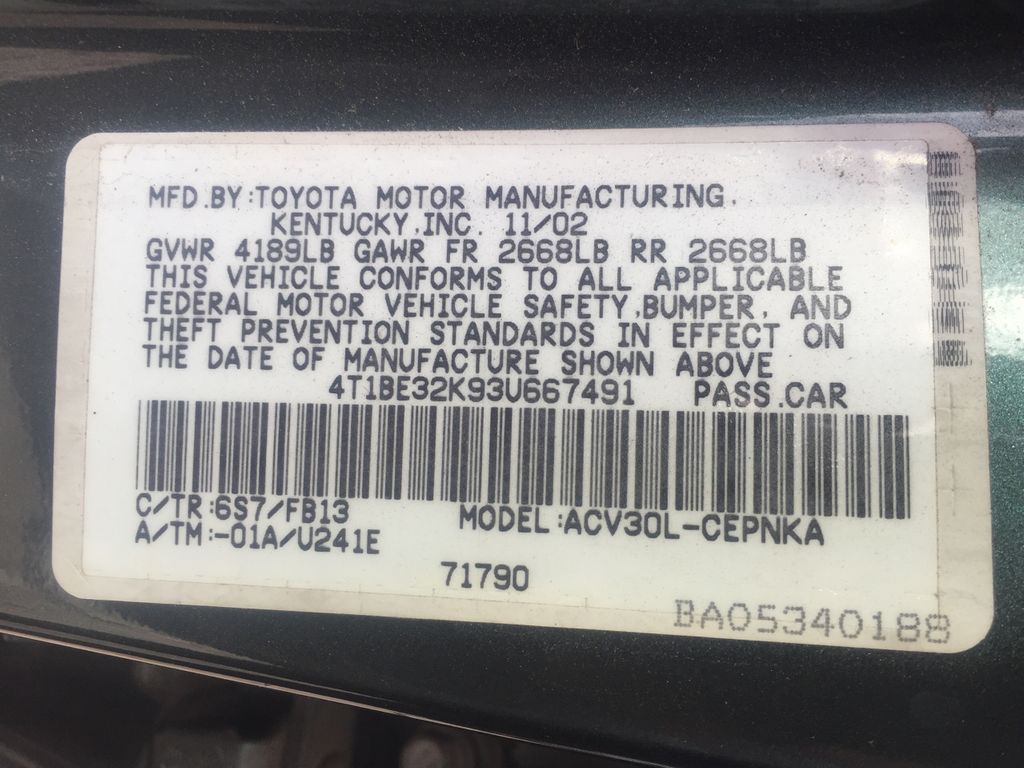 MFD.BY:TOYOTA MOTOR MANUFACTURING,
KENTUCKY,INC. 11/02
GVWR 4189LB GAWR FR 2668LB RR 2668LB
THIS VEHICLE CONFORMS TO ALL APPLICABLE
FEDERAL MOTOR VEHICLE SAFETY,BUMPER, AND
THEFT PREVENTION STANDARDS IN EFFECT ON
THE DATE OF MANUFACTURE SHOWN ABOVE
4T1BE32K93U667491 PASS.CAR
C/TR:6S7/FB13 MODEL:ACV30L-CEPNKA
A/TM:-01A/U241E
71790
BA05340188